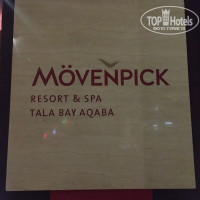 TOP Hotels
MÖVENPICK
RESORT & SPA
TALA BAY AQABA